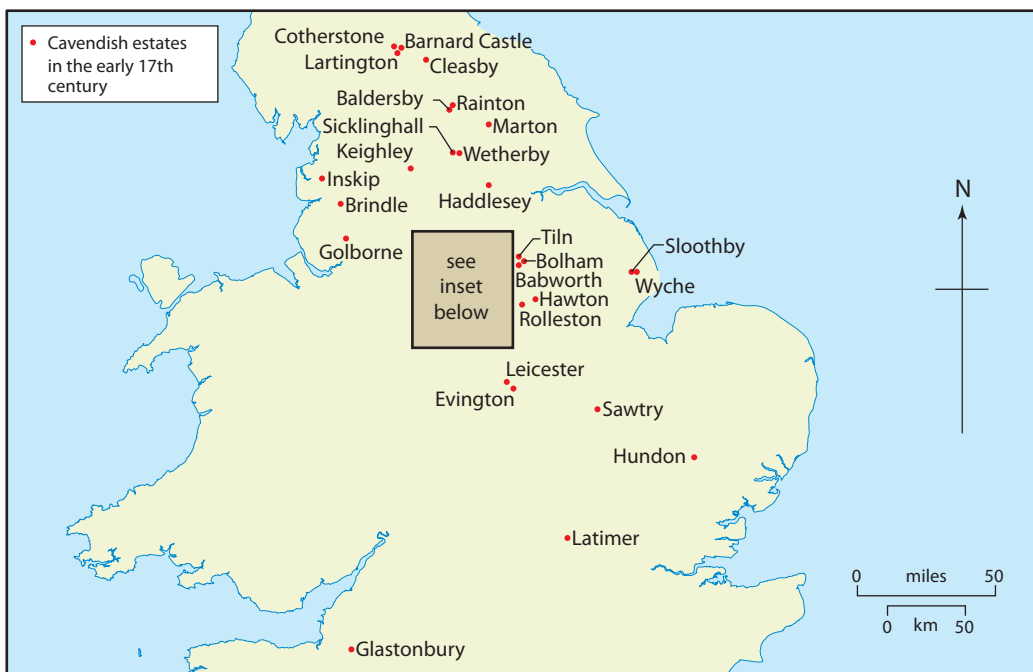 Cavendish estates
in the early 17th
century
Cotherstone
Barnard Castle
Lartington
Cleasby
Baldersby
Rainton
Sicklinghall
Marton
Keighley
Wetherby
Inskip
Haddlesey
Brindle
Golborne
see
inset
below
Tiln
Bolham
Babworth
Sloothby
Wyche
Hawton
Rolleston
N
Leicester
Evington
Sawtry
Hundon
Latimer
Glastonbury
0 miles 50
0 km 50